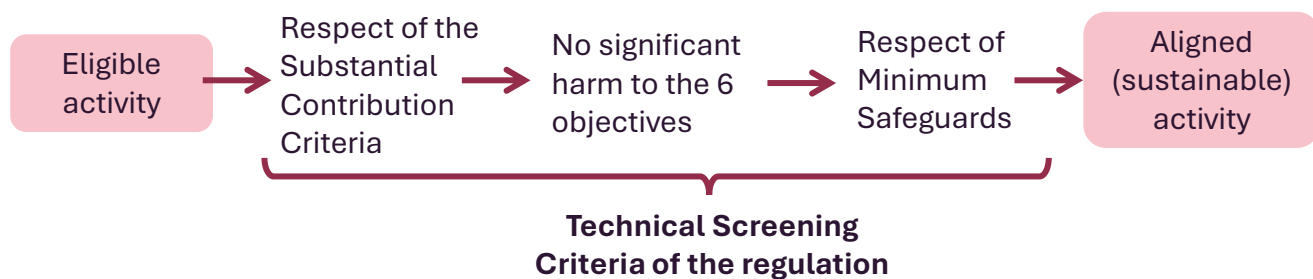 Eligible
activity
Respect of the
Substantial
Contribution
Criteria
No significant
harm to the 6
objectives
Respect of
Minimum
Safeguards
Aligned
(sustainable)
activity
Technical Screening
Criteria of the regulation